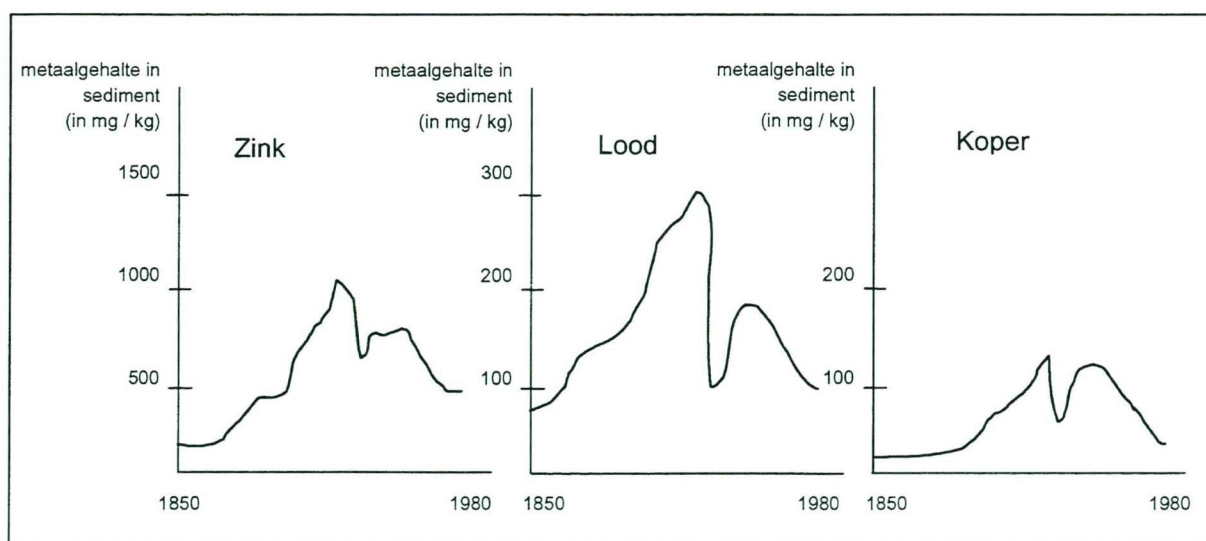 metaalgehalte in
sediment
(in mg / kg)
Zink
1500
1000
500
1850
1980
metaalgehalte in
sediment
(in mg / kg)
Lood
300
200
100
1850
1980
metaalgehalte in
sediment
(in mg / kg)
Koper
200
100
1850
1980